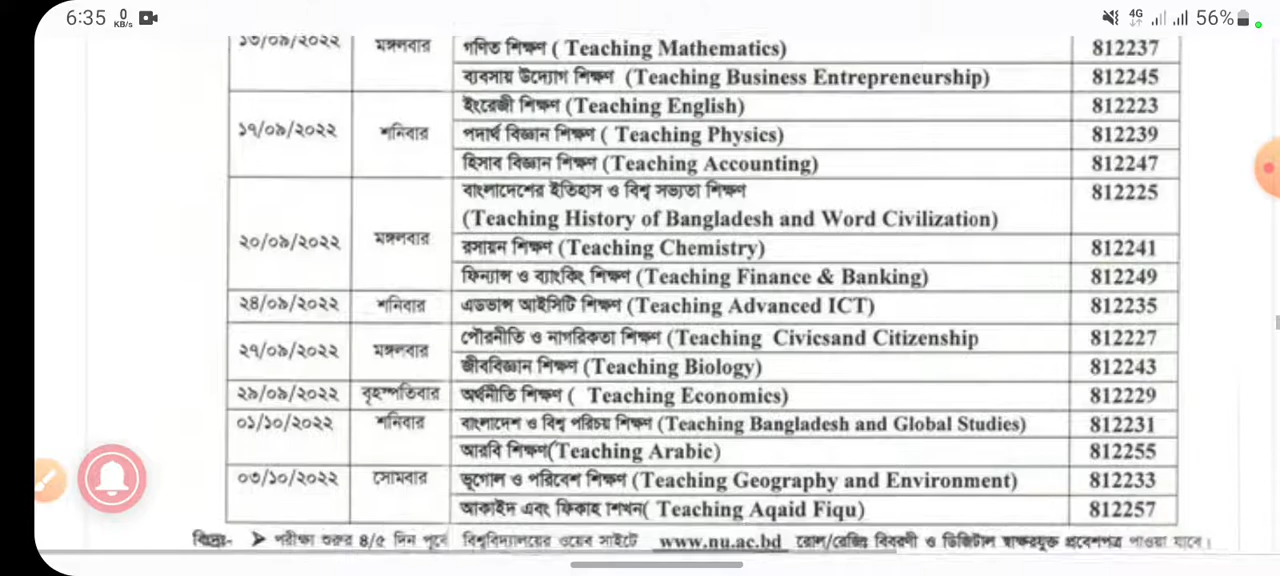 6:35 0 KB/s 4G 56%
১৩/০৯/২০২২ মঙ্গলবার গণিত শিক্ষণ ( Teaching Mathematics) 812237
ব্যবসায় উদ্যোগ শিক্ষণ (Teaching Business Entrepreneurship) 812245
১৭/০৯/২০২২ শনিবার ইংরেজী শিক্ষণ (Teaching English) 812223
পদার্থ বিজ্ঞান শিক্ষণ ( Teaching Physics) 812239
হিসাব বিজ্ঞান শিক্ষণ (Teaching Accounting) 812247
২০/০৯/২০২২ মঙ্গলবার বাংলাদেশের ইতিহাস ও বিশ্ব সভ্যতা শিক্ষণ 812225
(Teaching History of Bangladesh and Word Civilization)
রসায়ন শিক্ষণ (Teaching Chemistry) 812241
ফিন্যান্স ও ব্যাংকিং শিক্ষণ (Teaching Finance & Banking) 812249
২৪/০৯/২০২২ শনিবার এডভান্স আইসিটি শিক্ষণ (Teaching Advanced ICT) 812235
২৭/০৯/২০২২ মঙ্গলবার পৌরনীতি ও নাগরিকতা শিক্ষণ (Teaching Civicsand Citizenship 812227
জীববিজ্ঞান শিক্ষণ (Teaching Biology) 812243
২৯/০৯/২০২২ বৃহস্পতিবার অর্থনীতি শিক্ষণ ( Teaching Economics) 812229
০১/১০/২০২২ শনিবার বাংলাদেশ ও বিশ্ব পরিচয় শিক্ষণ (Teaching Bangladesh and Global Studies) 812231
আরবি শিক্ষণ(Teaching Arabic) 812255
০৩/১০/২০২২ সোমবার ভূগোল ও পরিবেশ শিক্ষণ (Teaching Geography and Environment) 812233
আকাইদ এবং ফিকাহ শিখন( Teaching Aqaid Fiqu) 812257
বিঃদ্রঃ- ➤ পরীক্ষা শুরুর ৪/৫ দিন পূর্বে বিশ্ববিদ্যালয়ের ওয়েব সাইটে www.nu.ac.bd রোল/রেজিঃ বিবরণী ও ডিজিটাল স্বাক্ষরযুক্ত প্রবেশপত্র পাওয়া যাবে।